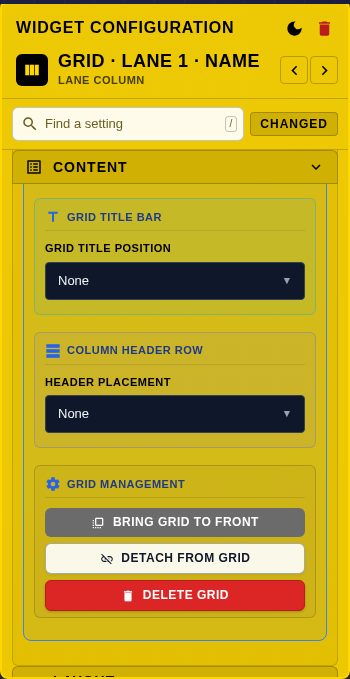 WIDGET CONFIGURATION
GRID · LANE 1 · NAME
LANE COLUMN
Find a setting
/
CHANGED
CONTENT
GRID TITLE BAR
GRID TITLE POSITION
None
COLUMN HEADER ROW
HEADER PLACEMENT
None
GRID MANAGEMENT
BRING GRID TO FRONT
DETACH FROM GRID
DELETE GRID